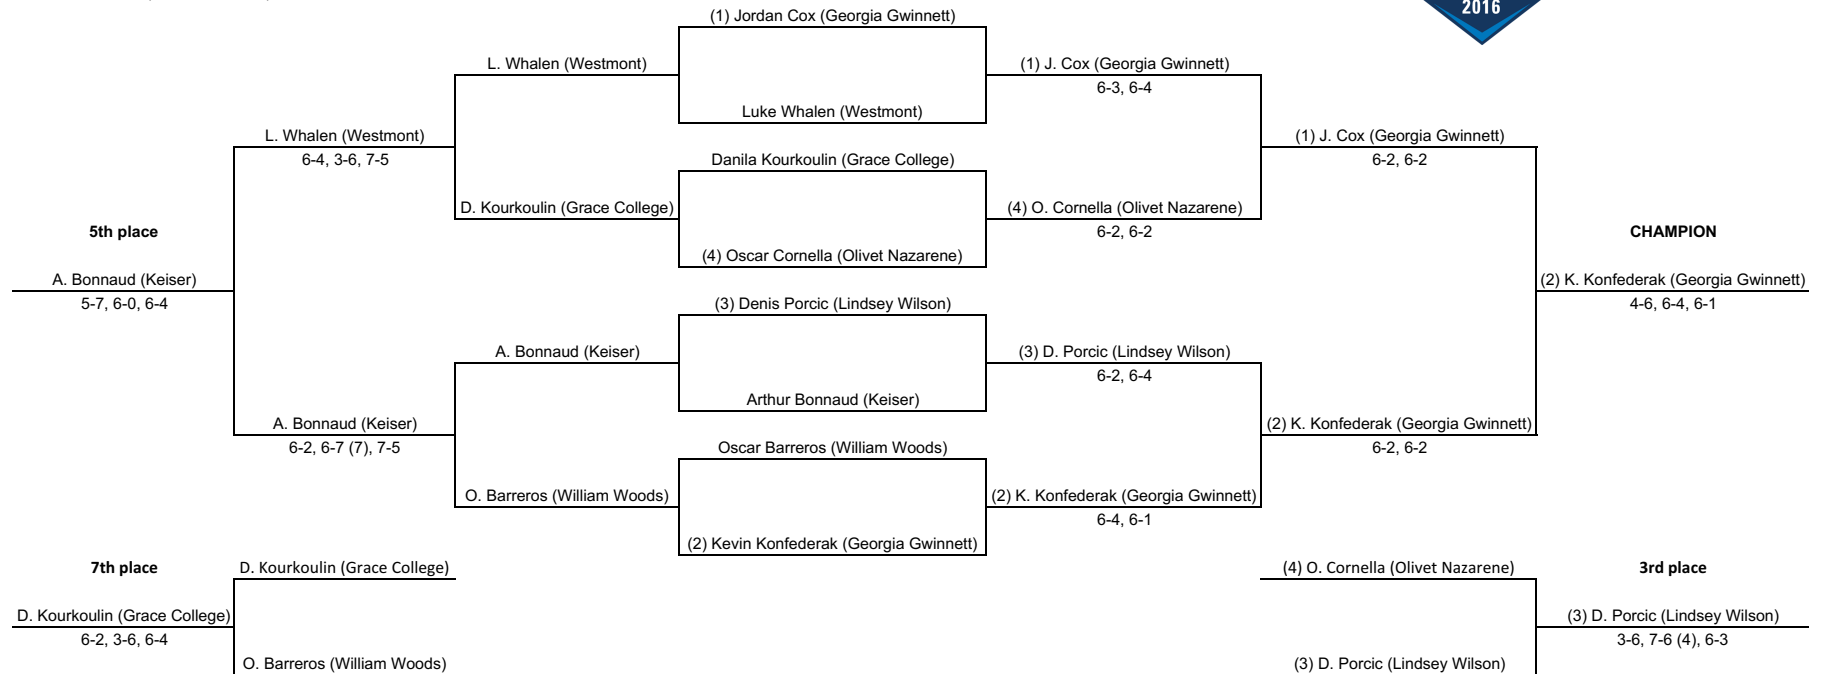 2016
(1) Jordan Cox (Georgia Gwinnett)
L. Whalen (Westmont)
(1) J. Cox (Georgia Gwinnett)
6-3, 6-4
Luke Whalen (Westmont)
L. Whalen (Westmont)
6-4, 3-6, 7-5
(1) J. Cox (Georgia Gwinnett)
6-2, 6-2
Danila Kourkoulin (Grace College)
D. Kourkoulin (Grace College)
(4) O. Cornella (Olivet Nazarene)
6-2, 6-2
5th place
CHAMPION
(4) Oscar Cornella (Olivet Nazarene)
A. Bonnaud (Keiser)
5-7, 6-0, 6-4
(2) K. Konfederak (Georgia Gwinnett)
4-6, 6-4, 6-1
(3) Denis Porcic (Lindsey Wilson)
A. Bonnaud (Keiser)
(3) D. Porcic (Lindsey Wilson)
6-2, 6-4
Arthur Bonnaud (Keiser)
A. Bonnaud (Keiser)
6-2, 6-7 (7), 7-5
(2) K. Konfederak (Georgia Gwinnett)
6-2, 6-2
Oscar Barreros (William Woods)
O. Barreros (William Woods)
(2) K. Konfederak (Georgia Gwinnett)
6-4, 6-1
(2) Kevin Konfederak (Georgia Gwinnett)
7th place
D. Kourkoulin (Grace College)
(4) O. Cornella (Olivet Nazarene)
3rd place
D. Kourkoulin (Grace College)
6-2, 3-6, 6-4
(3) D. Porcic (Lindsey Wilson)
3-6, 7-6 (4), 6-3
O. Barreros (William Woods)
(3) D. Porcic (Lindsey Wilson)